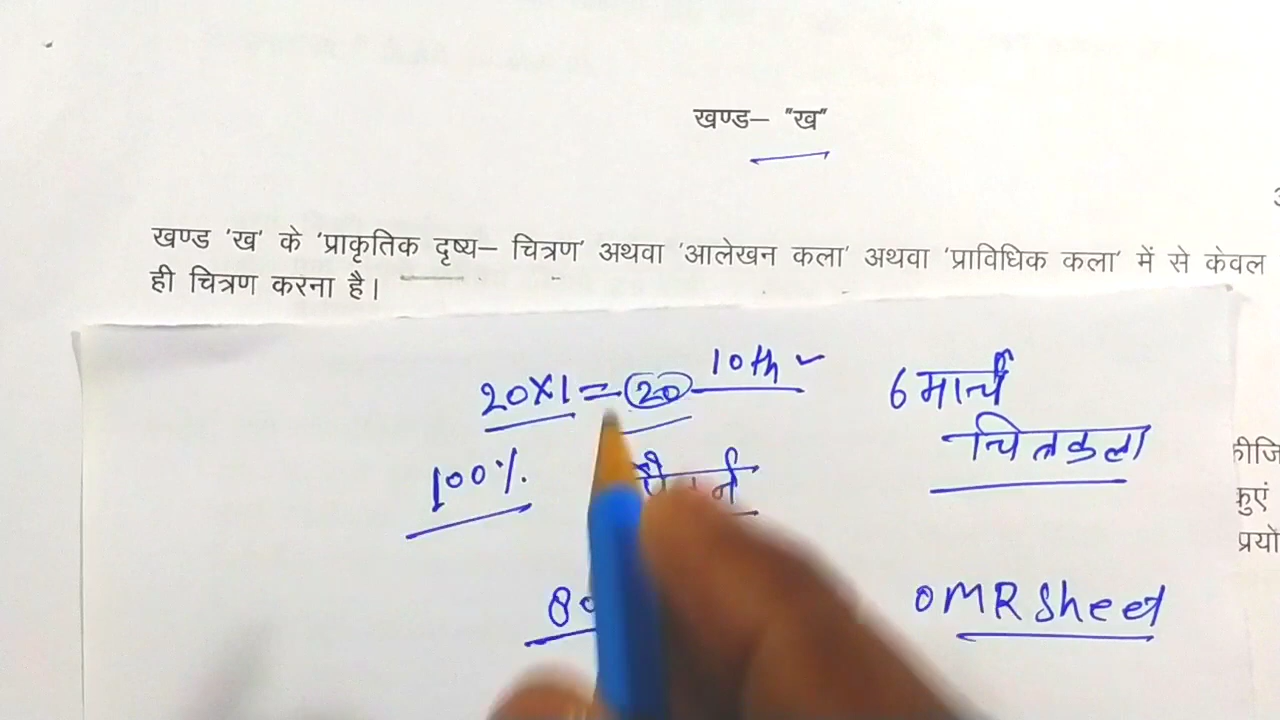 खण्ड– "ख"
खण्ड 'ख' के 'प्राकृतिक दृष्य– चित्रण' अथवा 'आलेखन कला' अथवा 'प्राविधिक कला' में से केवल
ही चित्रण करना है।
20×1=20 10th
6 मार्च
चित्रकला
100%
80
OMR Sheet
कुएं